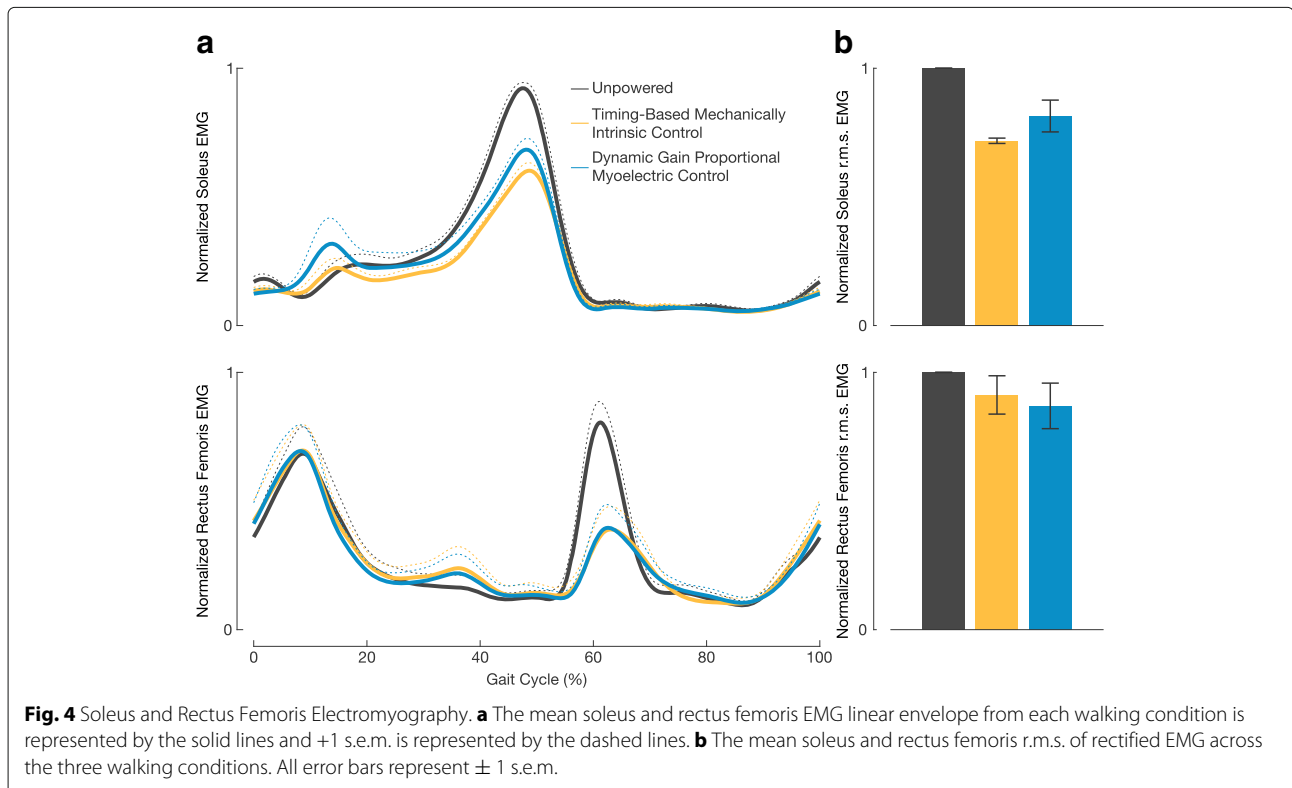 a
b
1
Normalized Soleus EMG
0
Unpowered
Timing-Based Mechanically
Intrinsic Control
Dynamic Gain Proportional
Myoelectric Control
1
Normalized Soleus r.m.s. EMG
0
1
Normalized Rectus Femoris EMG
0
0
20
40
60
80
100
Gait Cycle (%)
1
Normalized Rectus Femoris r.m.s. EMG
0
Fig. 4 Soleus and Rectus Femoris Electromyography. a The mean soleus and rectus femoris EMG linear envelope from each walking condition is
represented by the solid lines and +1 s.e.m. is represented by the dashed lines. b The mean soleus and rectus femoris r.m.s. of rectified EMG across
the three walking conditions. All error bars represent ± 1 s.e.m.